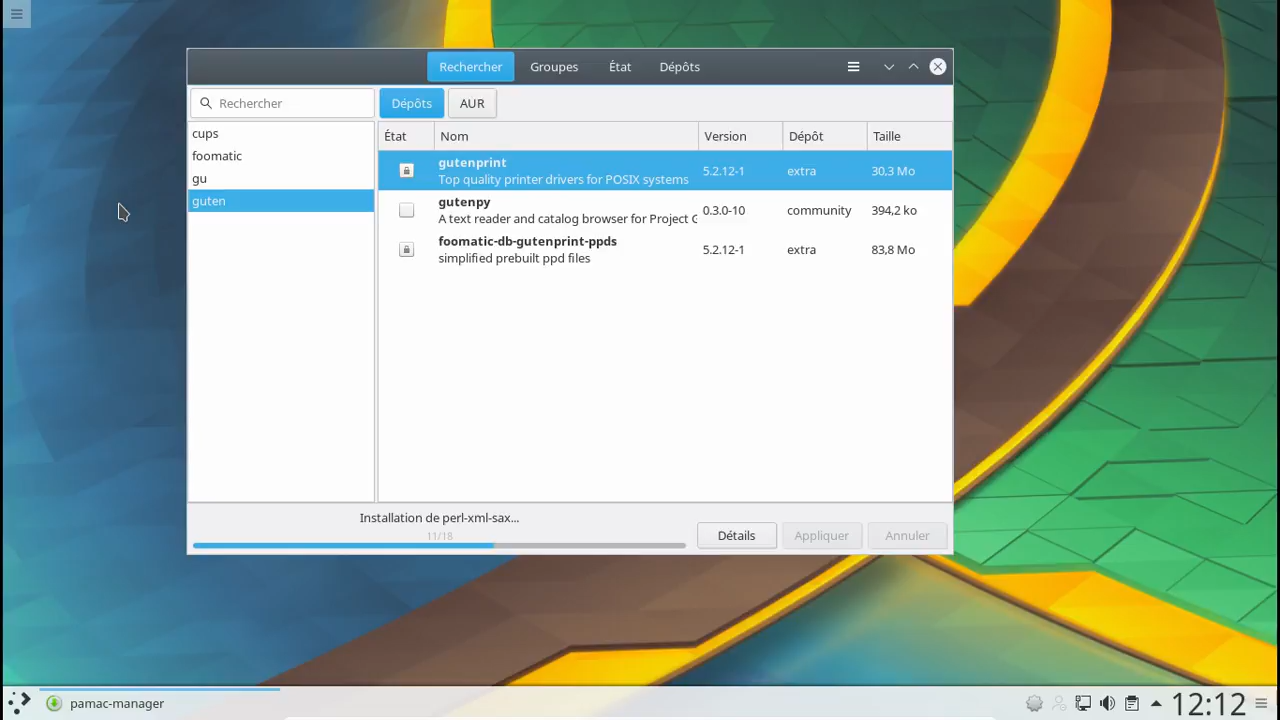 Rechercher Groupes État Dépôts
Rechercher Dépôts AUR
cups
foomatic
gu
guten
État Nom Version Dépôt Taille
gutenprint
Top quality printer drivers for POSIX systems 5.2.12-1 extra 30,3 Mo
gutenpy
A text reader and catalog browser for Project G 0.3.0-10 community 394,2 ko
foomatic-db-gutenprint-ppds
simplified prebuilt ppd files 5.2.12-1 extra 83,8 Mo
Installation de perl-xml-sax...
11/18
Détails Appliquer Annuler
pamac-manager 12:12